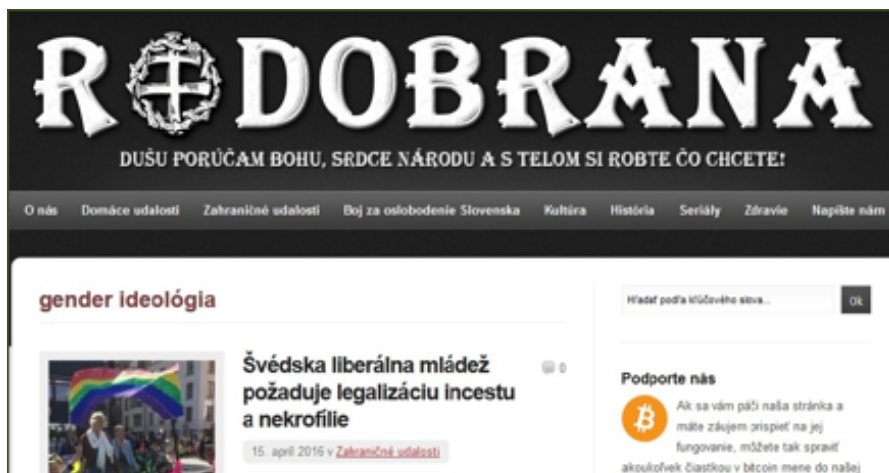 RODOBRANA
DUŠU PORÚČAM BOHU, SRDCE NÁRODU A S TELOM SI ROBTE ČO CHCETE!
O nás Domáce udalosti Zahraničné udalosti Boj za oslobodenie Slovenska Kultúra História Seriály Zdravie Napíšte nám
gender ideológia
Hľadať podľa kľúčového slova... Ok
Švédska liberálna mládež 0
požaduje legalizáciu incestu
a nekrofílie
15. apríl 2016 v Zahraničné udalosti
Podporte nás
Ak sa vám páči naša stránka a
máte záujem prispieť na jej
fungovanie, môžete tak spraviť
akoukoľvek čiastkou v bitcoin mene do našej